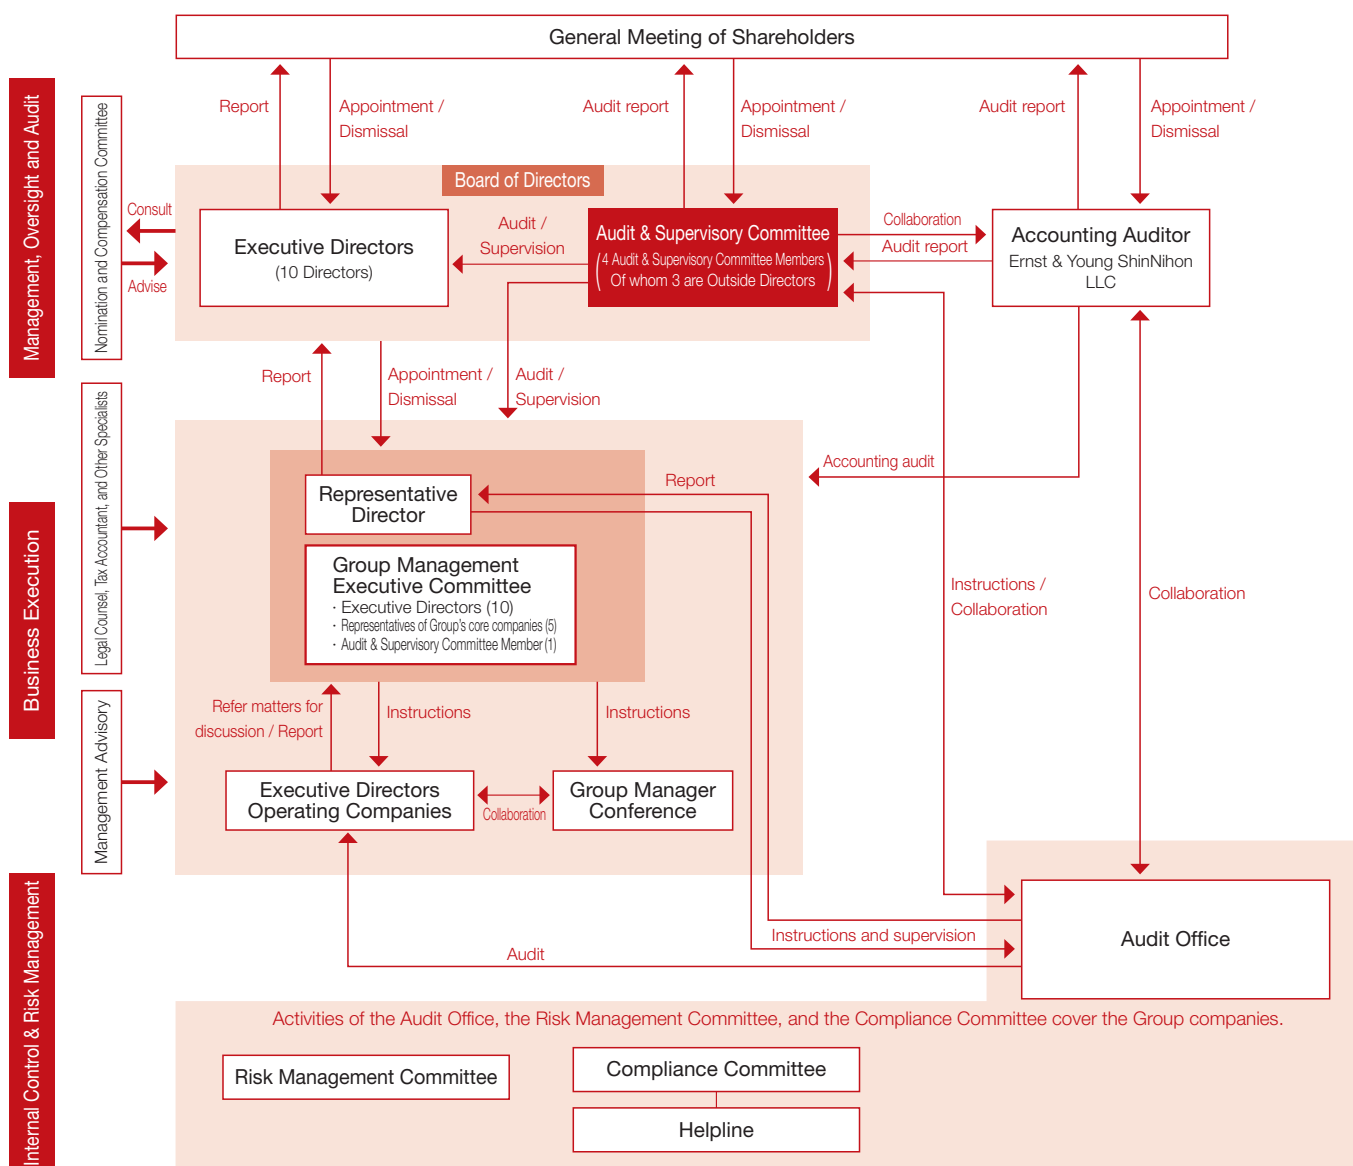 General Meeting of Shareholders
Management, Oversight and Audit
Nomination and Compensation Committee
Report
Appointment /
Dismissal
Audit report
Appointment /
Dismissal
Audit report
Appointment /
Dismissal
Board of Directors
Consult
Advise
Executive Directors
(10 Directors)
Audit /
Supervision
Audit & Supervisory Committee
(4 Audit & Supervisory Committee Members
Of whom 3 are Outside Directors)
Collaboration
Audit report
Accounting Auditor
Ernst & Young ShinNihon
LLC
Report
Appointment /
Dismissal
Audit /
Supervision
Business Execution
Legal Counsel, Tax Accountant, and Other Specialists
Accounting audit
Representative
Director
Report
Group Management
Executive Committee
· Executive Directors (10)
· Representatives of Group's core companies (5)
· Audit & Supervisory Committee Member (1)
Instructions /
Collaboration
Collaboration
Management Advisory
Refer matters for
discussion / Report
Instructions
Instructions
Executive Directors
Operating Companies
Collaboration
Group Manager
Conference
Internal Control & Risk Management
Instructions and supervision
Audit
Audit Office
Activities of the Audit Office, the Risk Management Committee, and the Compliance Committee cover the Group companies.
Risk Management Committee
Compliance Committee
Helpline